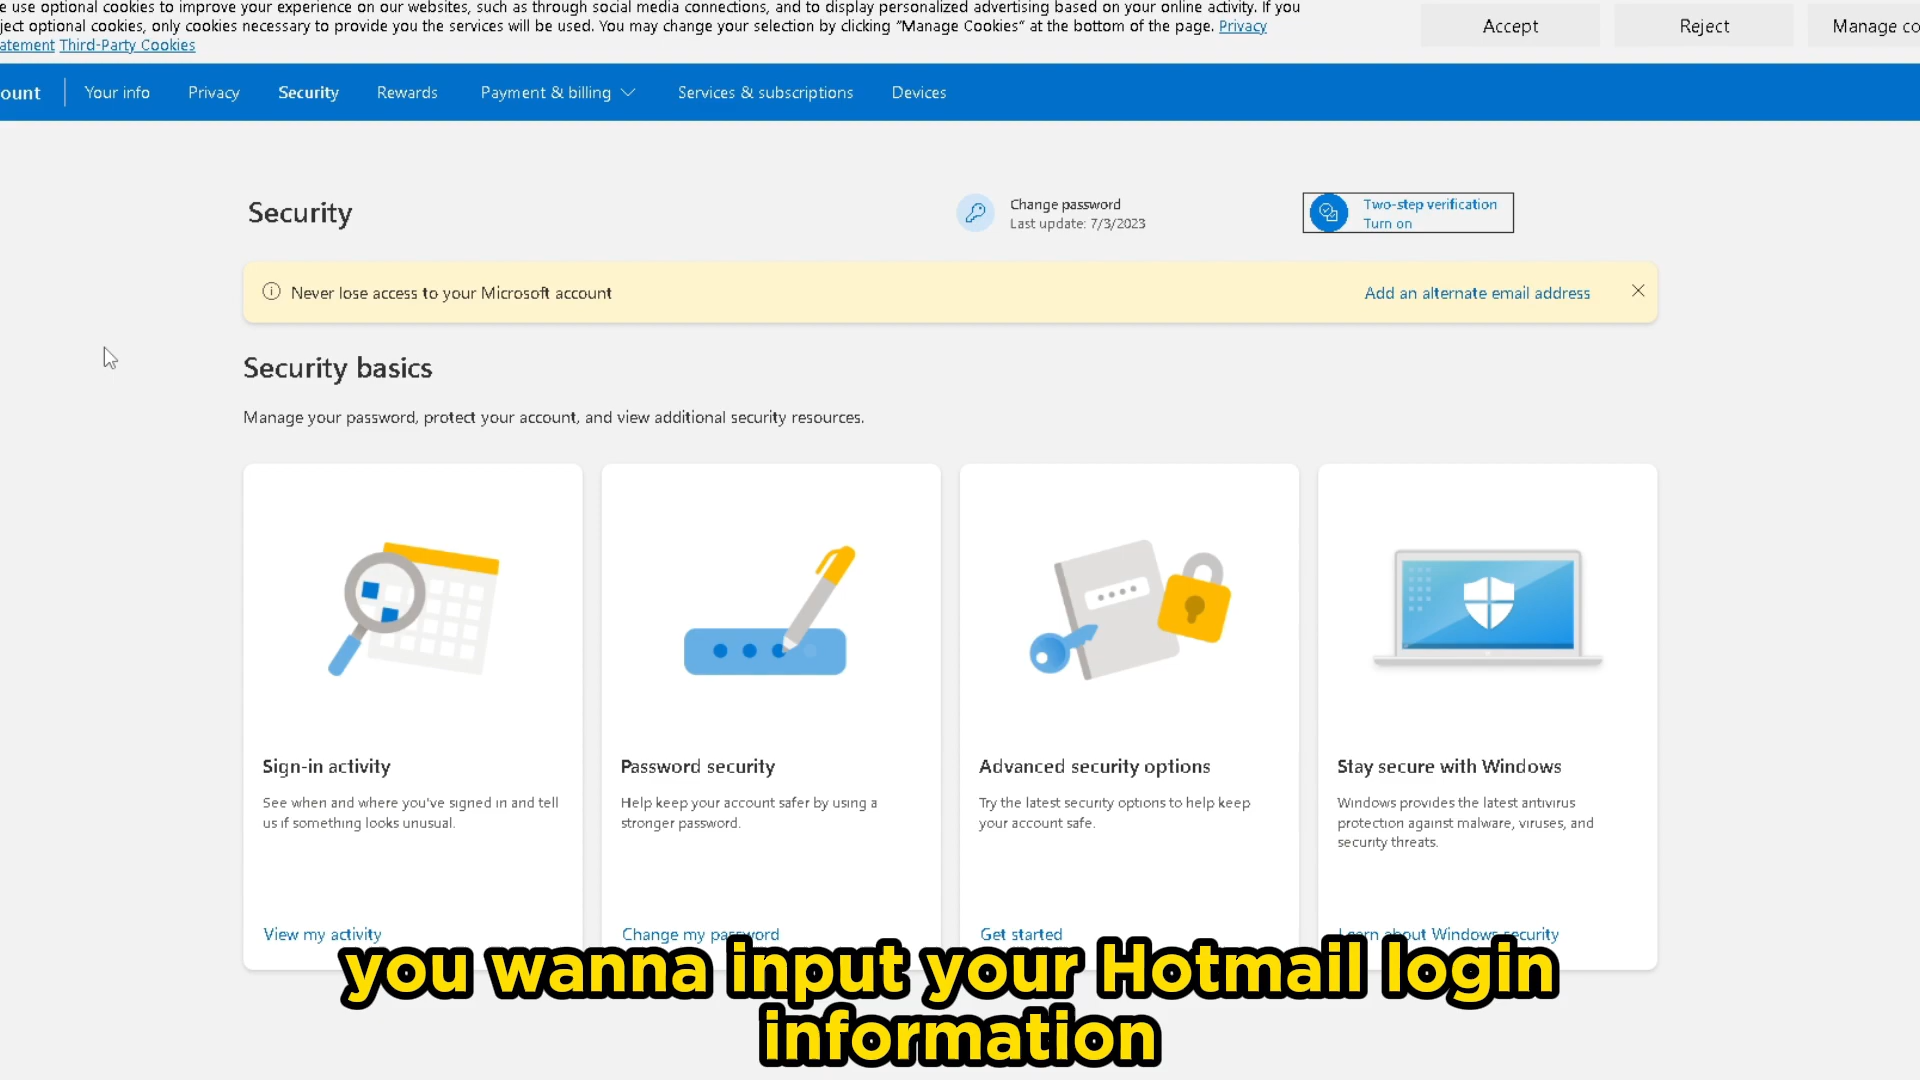 e use optional cookies to improve your experience on our websites, such as through social media connections, and to display personalized advertising based on your online activity. If you
ject optional cookies, only cookies necessary to provide you the services will be used. You may change your selection by clicking “Manage Cookies” at the bottom of the page. Privacy
atement Third-Party Cookies
Accept
Reject
Manage co
ount
Your info
Privacy
Security
Rewards
Payment & billing
Services & subscriptions
Devices
Security
Change password
Last update: 7/3/2023
Two-step verification
Turn on
Never lose access to your Microsoft account
Add an alternate email address
Security basics
Manage your password, protect your account, and view additional security resources.
Sign-in activity
See when and where you've signed in and tell
us if something looks unusual.
View my activity
Password security
Help keep your account safer by using a
stronger password.
Change my password
Advanced security options
Try the latest security options to help keep
your account safe.
Get started
Stay secure with Windows
Windows provides the latest antivirus
protection against malware, viruses, and
security threats.
Learn about Windows security
you wanna input your Hotmail login
information